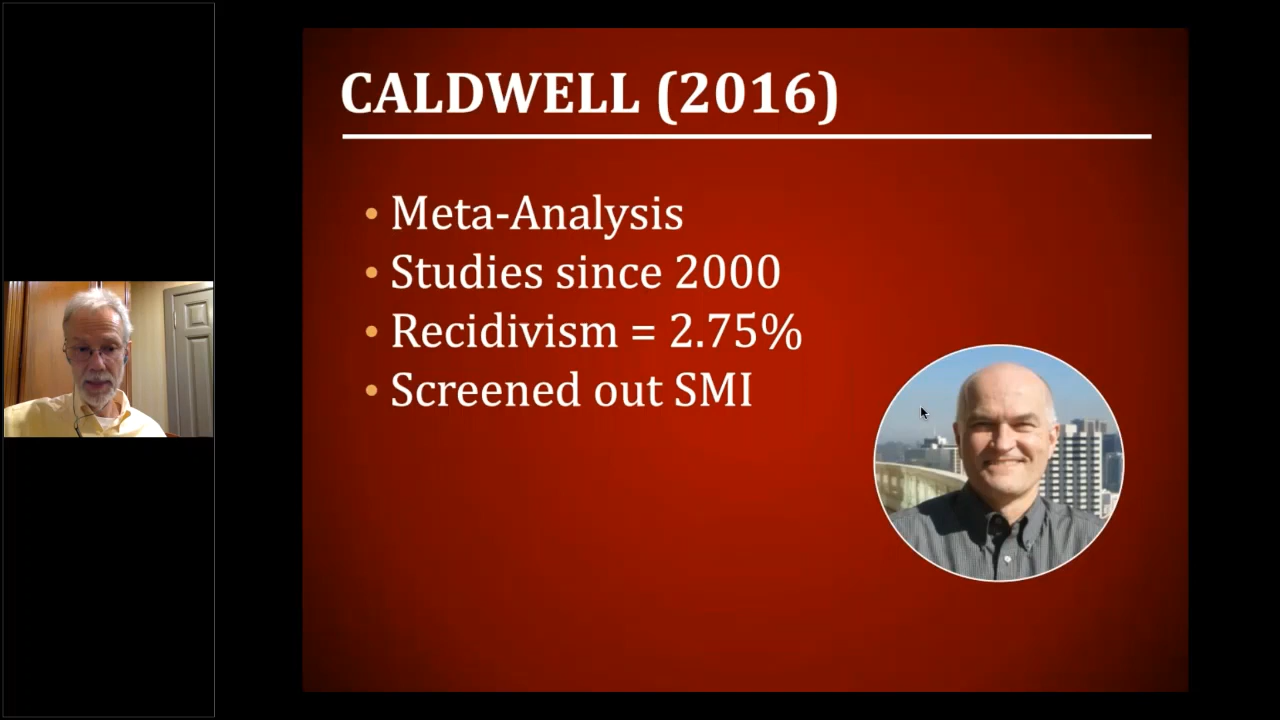 CALDWELL (2016)
• Meta-Analysis
• Studies since 2000
• Recidivism = 2.75%
• Screened out SMI